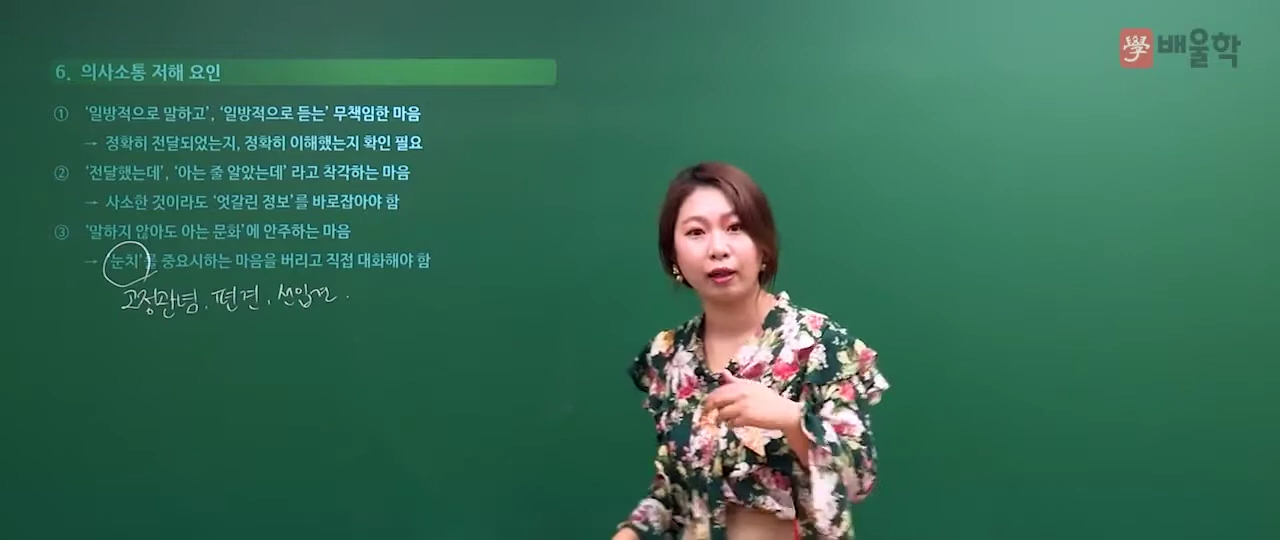 學 배울학
6. 의사소통 저해 요인
① ‘일방적으로 말하고’, ‘일방적으로 듣는’ 무책임한 마음
→ 정확히 전달되었는지, 정확히 이해했는지 확인 필요
② ‘전달했는데’, ‘아는 줄 알았는데’ 라고 착각하는 마음
→ 사소한 것이라도 ‘엇갈린 정보’를 바로잡아야 함
③ ‘말하지 않아도 아는 문화’에 안주하는 마음
→ ‘눈치’를 중요시하는 마음을 버리고 직접 대화해야 함
고정관념, 편견, 선입견.